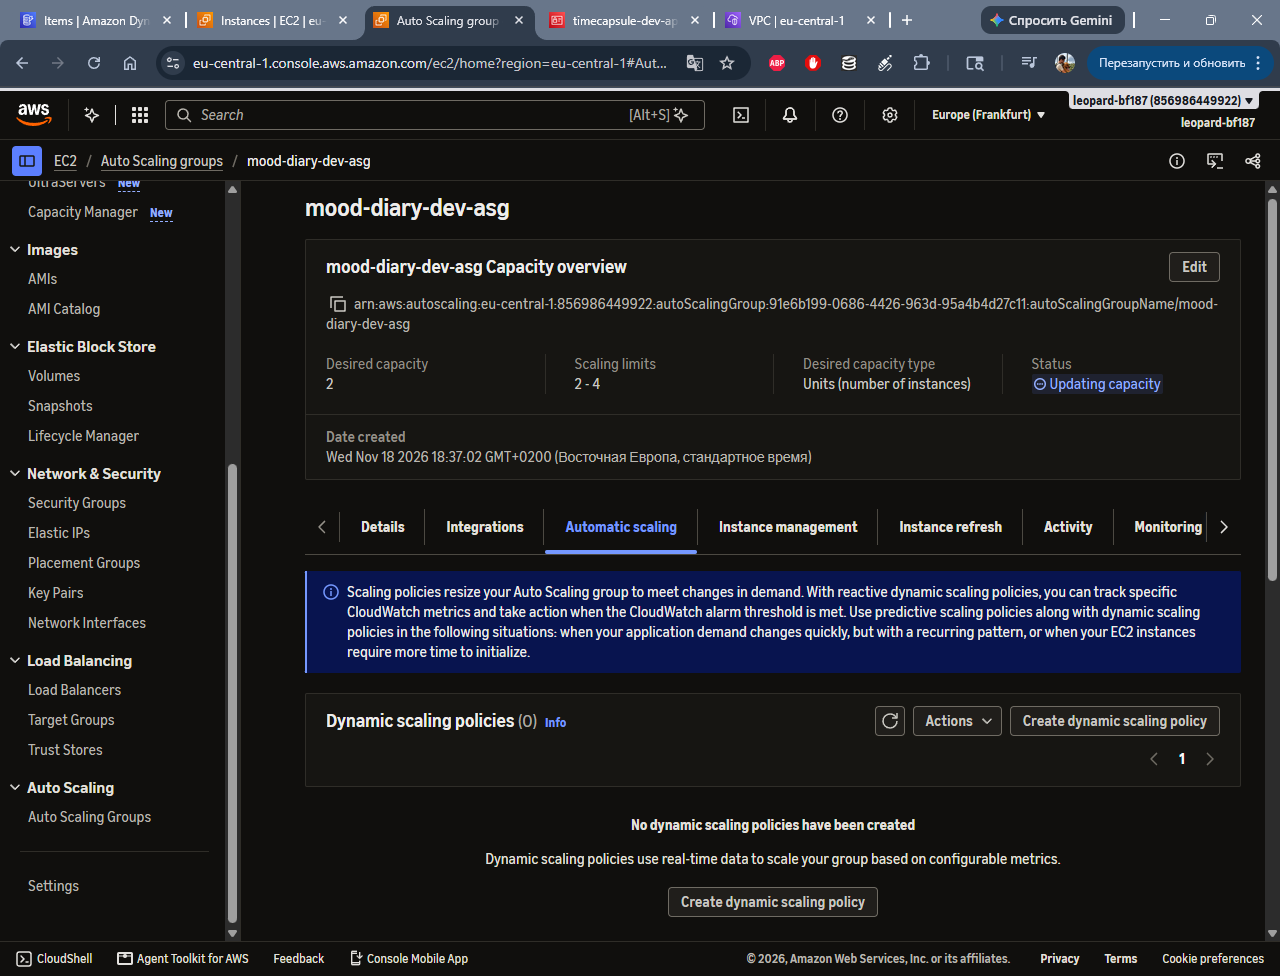 Items | Amazon Dyn
Instances | EC2 | eu-
Auto Scaling group
timecapsule-dev-ap
VPC | eu-central-1
Спросить Gemini
eu-central-1.console.aws.amazon.com/ec2/home?region=eu-central-1#Aut...
ABP
Перезапустить и обновить
aws
Search
[Alt+S]
Europe (Frankfurt)
leopard-bf187 (856986449922)
leopard-bf187
EC2 / Auto Scaling groups / mood-diary-dev-asg
UltraServers New
Capacity Manager New
Images
AMIs
AMI Catalog
Elastic Block Store
Volumes
Snapshots
Lifecycle Manager
Network & Security
Security Groups
Elastic IPs
Placement Groups
Key Pairs
Network Interfaces
Load Balancing
Load Balancers
Target Groups
Trust Stores
Auto Scaling
Auto Scaling Groups
Settings
mood-diary-dev-asg
mood-diary-dev-asg Capacity overview
Edit
arn:aws:autoscaling:eu-central-1:856986449922:autoScalingGroup:91e6b199-0686-4426-963d-95a4b4d27c11:autoScalingGroupName/mood-
diary-dev-asg
Desired capacity
2
Scaling limits
2 - 4
Desired capacity type
Units (number of instances)
Status
Updating capacity
Date created
Wed Nov 18 2026 18:37:02 GMT+0200 (Восточная Европа, стандартное время)
Details
Integrations
Automatic scaling
Instance management
Instance refresh
Activity
Monitoring
Scaling policies resize your Auto Scaling group to meet changes in demand. With reactive dynamic scaling policies, you can track specific
CloudWatch metrics and take action when the CloudWatch alarm threshold is met. Use predictive scaling policies along with dynamic scaling
policies in the following situations: when your application demand changes quickly, but with a recurring pattern, or when your EC2 instances
require more time to initialize.
Dynamic scaling policies (0) Info
Actions
Create dynamic scaling policy
1
No dynamic scaling policies have been created
Dynamic scaling policies use real-time data to scale your group based on configurable metrics.
Create dynamic scaling policy
CloudShell
Agent Toolkit for AWS
Feedback
Console Mobile App
© 2026, Amazon Web Services, Inc. or its affiliates.
Privacy
Terms
Cookie preferences